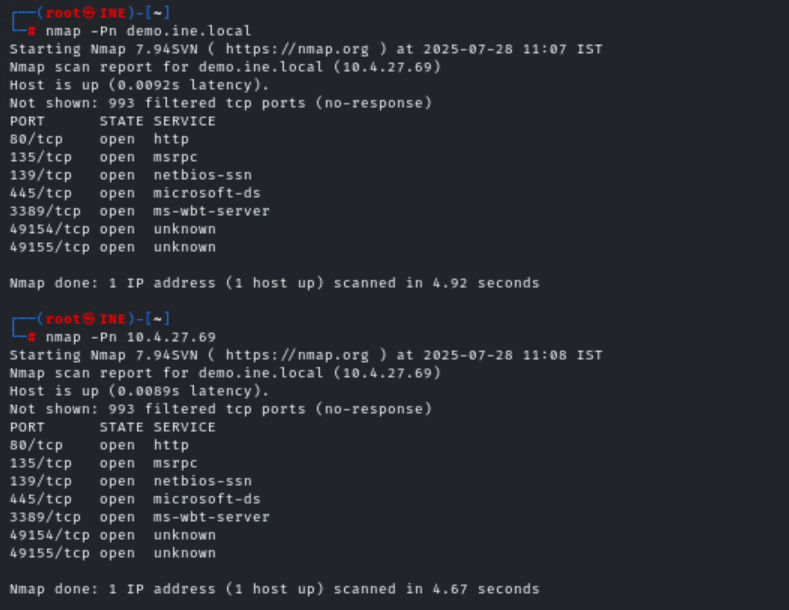 ┌──(root㉿INE)-[~]
└─# nmap -Pn demo.ine.local
Starting Nmap 7.94SVN ( https://nmap.org ) at 2025-07-28 11:07 IST
Nmap scan report for demo.ine.local (10.4.27.69)
Host is up (0.0092s latency).
Not shown: 993 filtered tcp ports (no-response)
PORT      STATE SERVICE
80/tcp    open  http
135/tcp   open  msrpc
139/tcp   open  netbios-ssn
445/tcp   open  microsoft-ds
3389/tcp  open  ms-wbt-server
49154/tcp open  unknown
49155/tcp open  unknown

Nmap done: 1 IP address (1 host up) scanned in 4.92 seconds

┌──(root㉿INE)-[~]
└─# nmap -Pn 10.4.27.69
Starting Nmap 7.94SVN ( https://nmap.org ) at 2025-07-28 11:08 IST
Nmap scan report for demo.ine.local (10.4.27.69)
Host is up (0.0089s latency).
Not shown: 993 filtered tcp ports (no-response)
PORT      STATE SERVICE
80/tcp    open  http
135/tcp   open  msrpc
139/tcp   open  netbios-ssn
445/tcp   open  microsoft-ds
3389/tcp  open  ms-wbt-server
49154/tcp open  unknown
49155/tcp open  unknown

Nmap done: 1 IP address (1 host up) scanned in 4.67 seconds